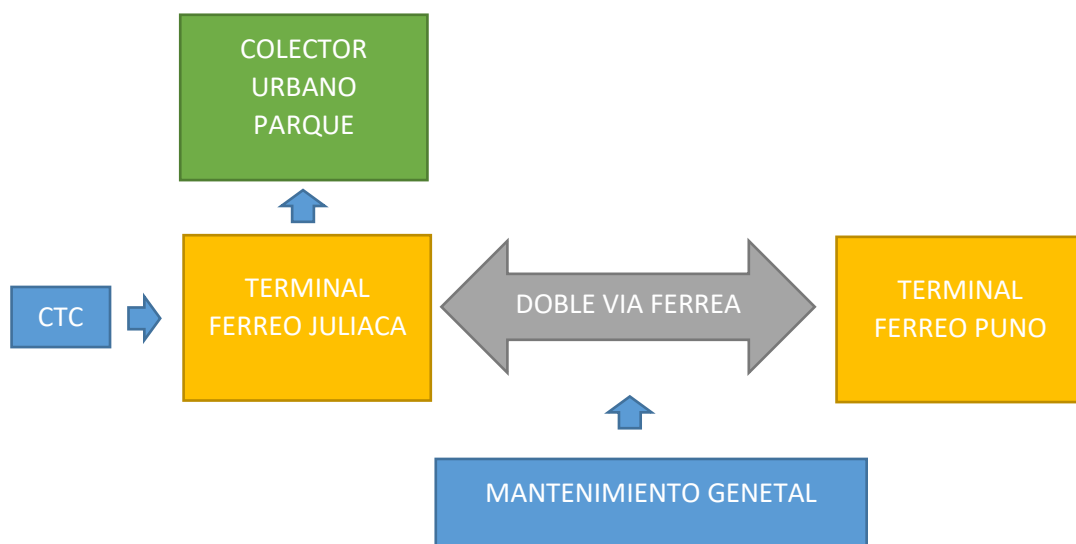 COLECTOR
URBANO
PARQUE
CTC
TERMINAL
FERREO JULIACA
DOBLE VIA FERREA
TERMINAL
FERREO PUNO
MANTENIMIENTO GENETAL